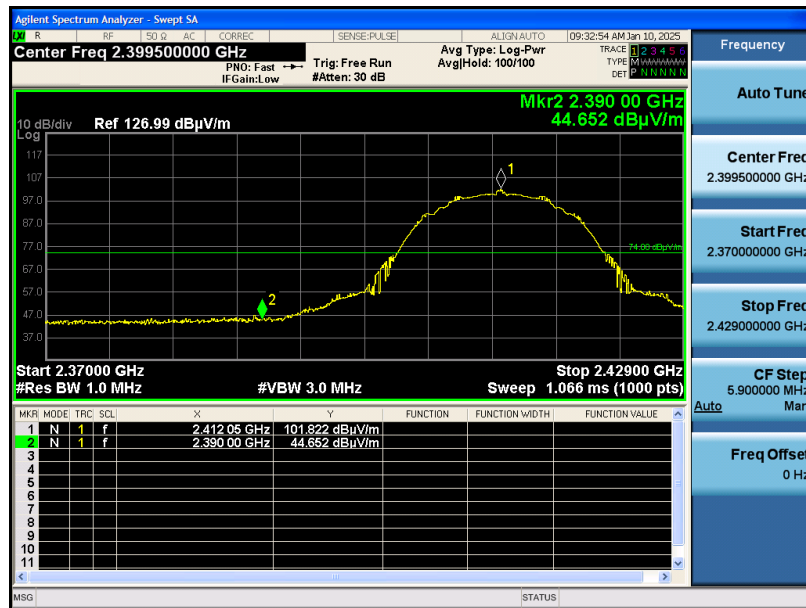 Agilent Spectrum Analyzer - Swept SA
LXI R RF 50 Ω AC CORREC SENSE:PULSE ALIGN AUTO 09:32:54 AM Jan 10, 2025
Center Freq 2.399500000 GHz
PNO: Fast
IFGain:Low
Trig: Free Run
#Atten: 30 dB
Avg Type: Log-Pwr
Avg|Hold: 100/100
TRACE 1 2 3 4 5 6
TYPE M WWWWW
DET P N N N N N
Mkr2 2.390 00 GHz
44.652 dBµV/m
10 dB/div Ref 126.99 dBµV/m
Log
117
107
97.0
87.0
77.0
67.0
57.0
47.0
37.0
1
2
74.00 dBµV/m
Start 2.37000 GHz Stop 2.42900 GHz
#Res BW 1.0 MHz #VBW 3.0 MHz Sweep 1.066 ms (1000 pts)
MKR MODE TRC SCL X Y FUNCTION FUNCTION WIDTH FUNCTION VALUE
1 N 1 f 2.412 05 GHz 101.822 dBµV/m
2 N 1 f 2.390 00 GHz 44.652 dBµV/m
3
4
5
6
7
8
9
10
11
MSG STATUS
Frequency
Auto Tune
Center Freq
2.399500000 GHz
Start Freq
2.370000000 GHz
Stop Freq
2.429000000 GHz
CF Step
5.900000 MHz
Auto Man
Freq Offset
0 Hz